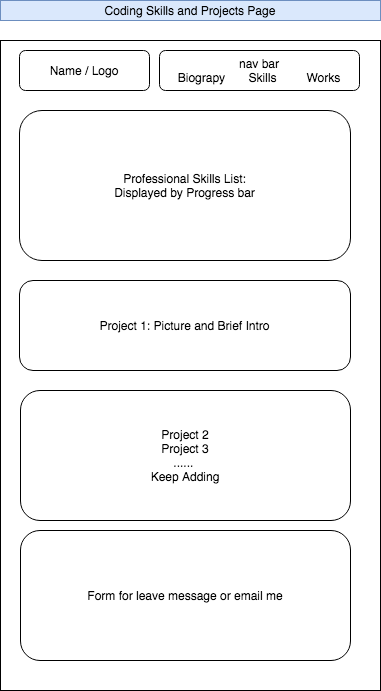 Coding Skills and Projects Page
Name / Logo
nav bar
Biograpy Skills Works
Professional Skills List:
Displayed by Progress bar
Project 1: Picture and Brief Intro
Project 2
Project 3
......
Keep Adding
Form for leave message or email me